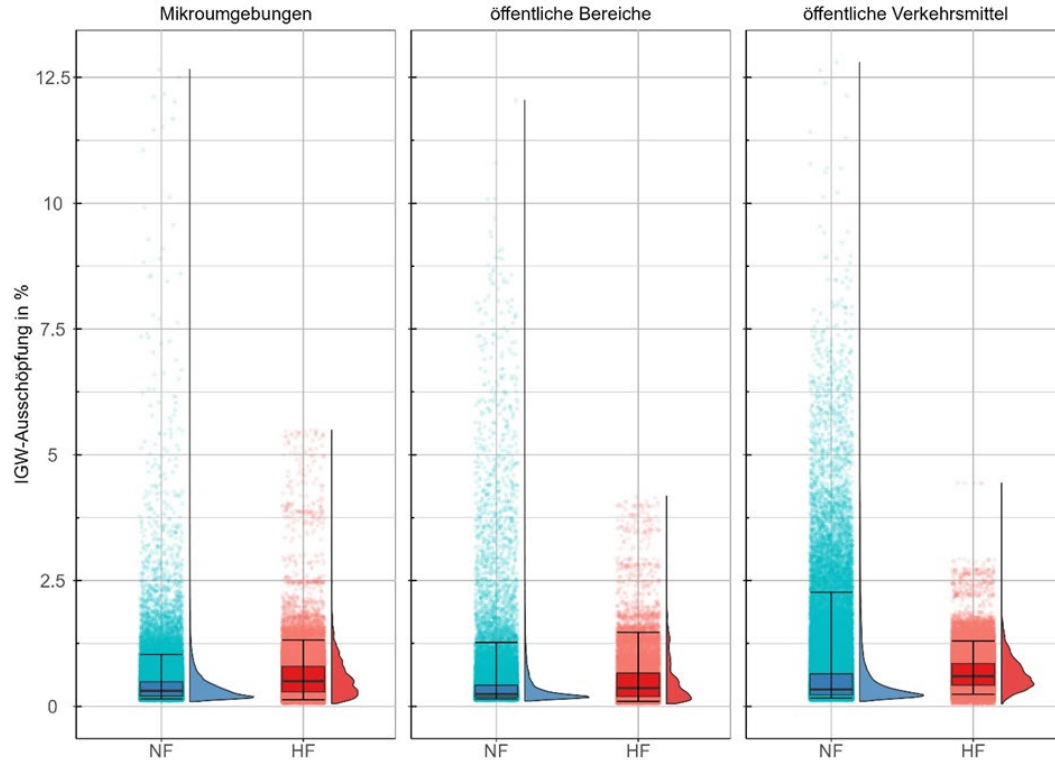 Mikroumgebungen öffentliche Bereiche öffentliche Verkehrsmittel
IGW-Ausschöpfung in %
12.5
10
7.5
5
2.5
0
NF HF NF HF NF HF